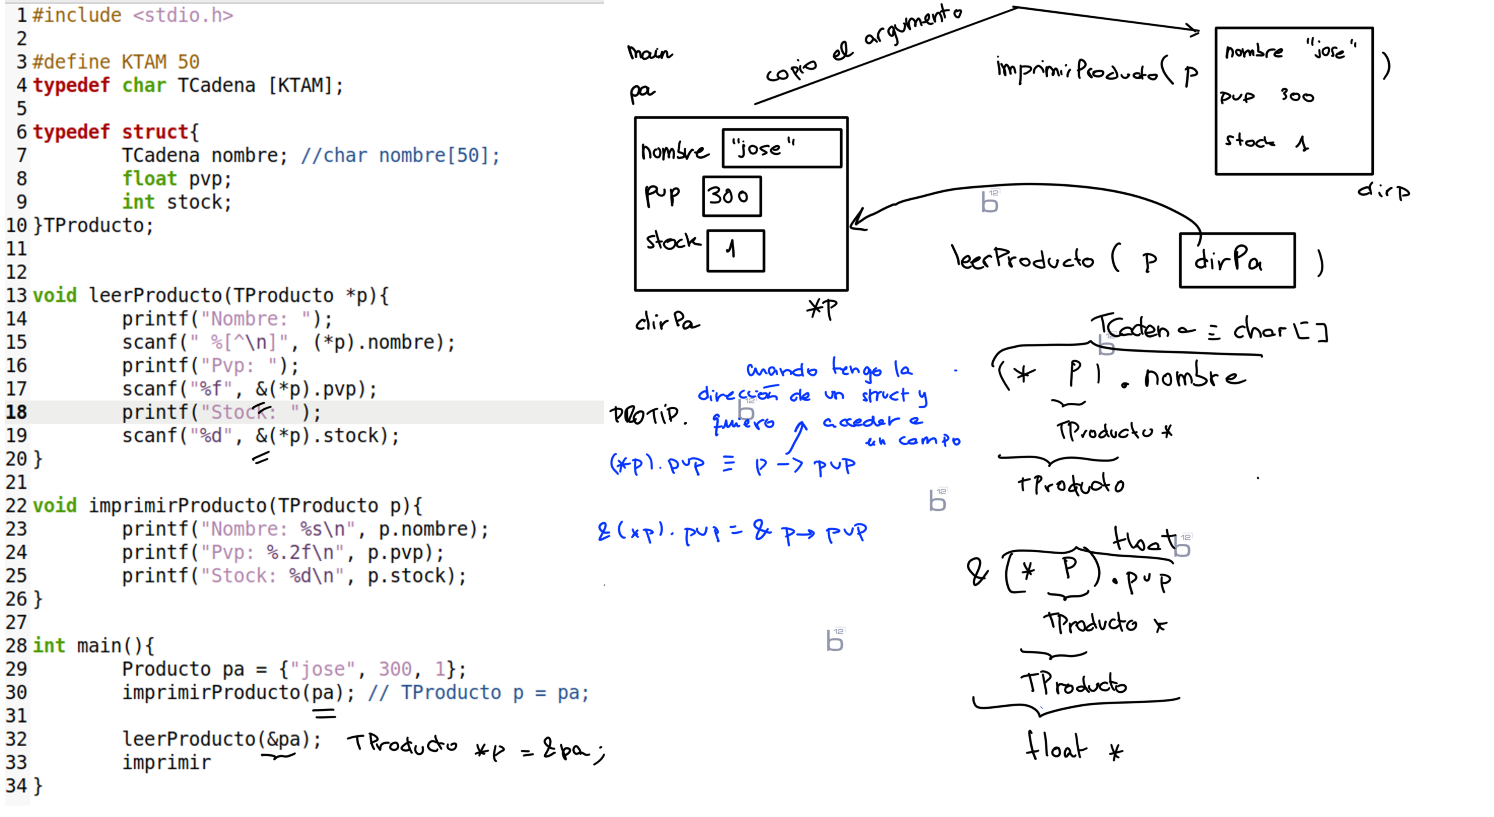 1 #include <stdio.h>
2
3 #define KTAM 50
4 typedef char TCadena [KTAM];
5
6 typedef struct{
7 TCadena nombre; //char nombre[50];
8 float pvp;
9 int stock;
10 }TProducto;
11
12
13 void leerProducto(TProducto *p){
14 printf("Nombre: ");
15 scanf(" %[^\n]", (*p).nombre);
16 printf("Pvp: ");
17 scanf("%f", &(*p).pvp);
18 printf("Stock: ");
19 scanf("%d", &(*p).stock);
20 }
21
22 void imprimirProducto(TProducto p){
23 printf("Nombre: %s\n", p.nombre);
24 printf("Pvp: %.2f\n", p.pvp);
25 printf("Stock: %d\n", p.stock);
26 }
27
28 int main(){
29 Producto pa = {"jose", 300, 1};
30 imprimirProducto(pa); // TProducto p = pa;
31
32 leerProducto(&pa); TProducto *p = &pa;
33 imprimir
34 }
main
pa
nombre "jose"
pvp 300
stock 1
dirPa *P
copio el argumento
imprimirProducto( p
nombre "jose"
pvp 300
stock 1
)
dirp
leerProducto ( p dirPa )
PROTIP.
cuando tengo la
dirección de un struct y
quiero acceder a
un campo
(*p). pvp ≡ p -> pvp
&(*p). pvp = & p-> pvp
TCadena ≡ char[]
(* P) . nombre
TProducto *
TProducto
float
& (* P) . pvp
TProducto *
TProducto
float *
b12
b12
b12
b12
b12
b12